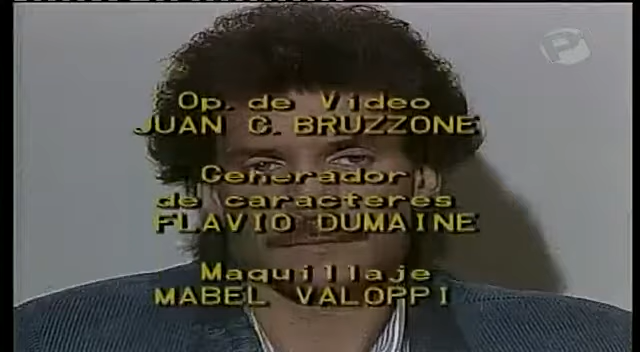 Op. de Video
JUAN C. BRUZZONE
Generador
de caracteres
FLAVIO DUMAINE
Maquillaje
MABEL VALOPPI
P